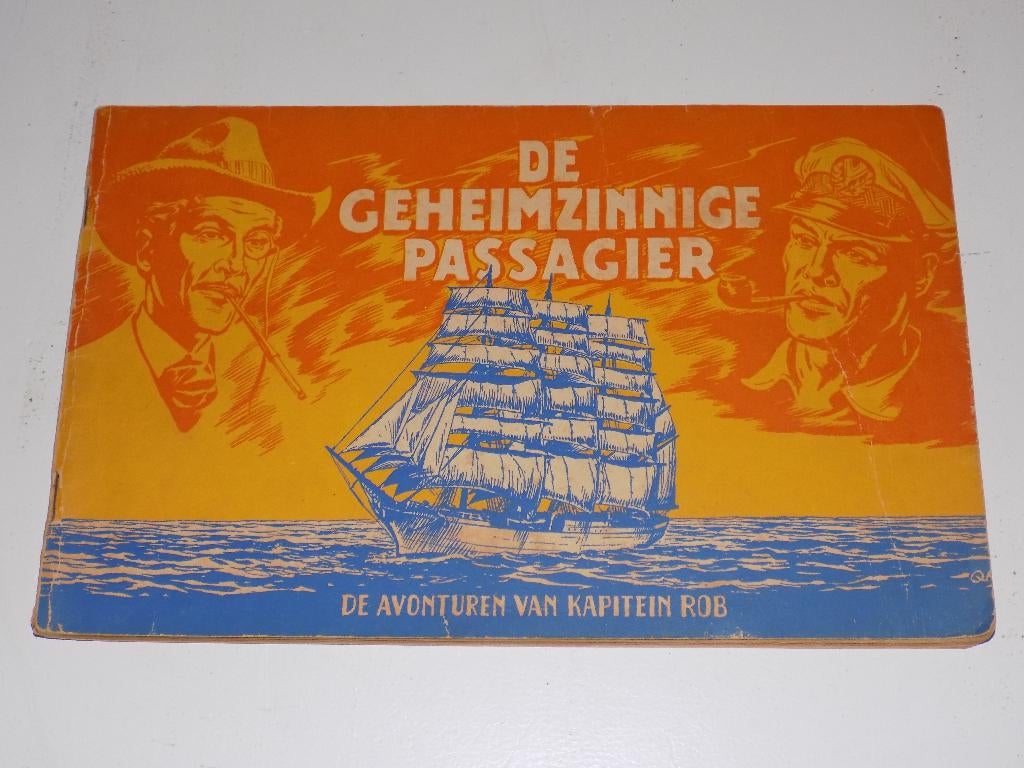 DE
GEHEIMZINNIGE
PASSAGIER
DE AVONTUREN VAN KAPITEIN ROB